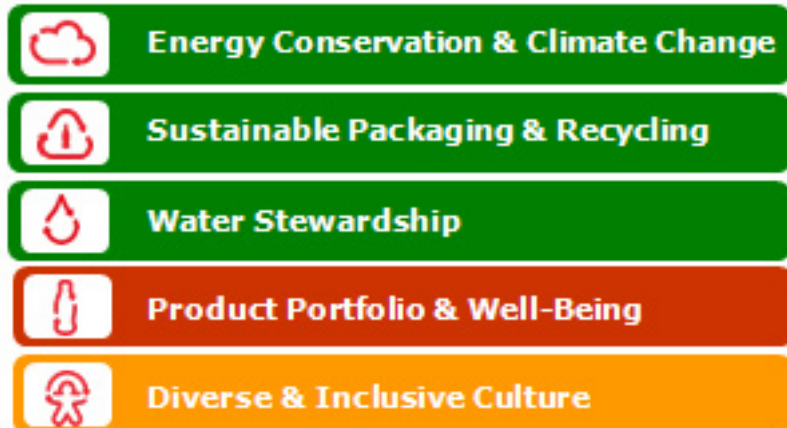 Energy Conservation & Climate Change
Sustainable Packaging & Recycling
Water Stewardship
Product Portfolio & Well-Being
Diverse & Inclusive Culture